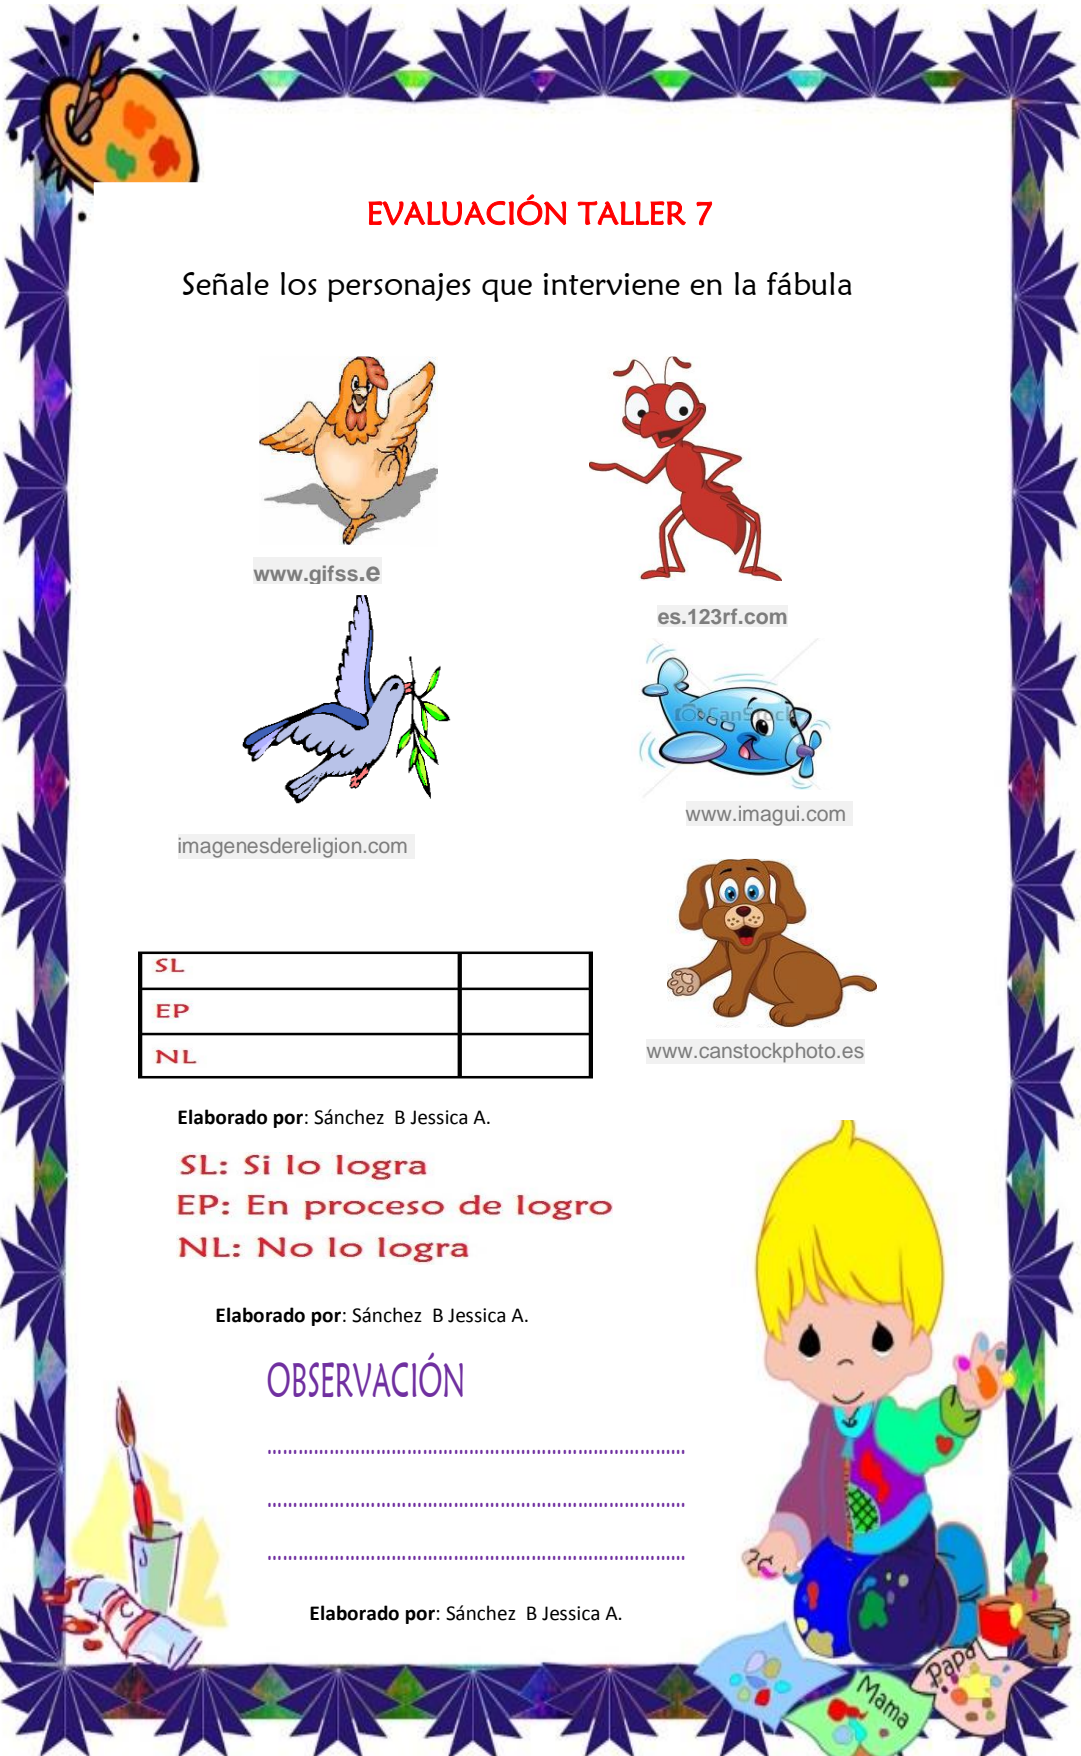 EVALUACIÓN TALLER 7
Señale los personajes que interviene en la fábula
www.gifss.e
es.123rf.com
CanStock
www.imagui.com
imagenesdereligion.com
www.canstockphoto.es
SL
EP
NL
Elaborado por: Sánchez B Jessica A.
SL: Si lo logra
EP: En proceso de logro
NL: No lo logra
Elaborado por: Sánchez B Jessica A.
OBSERVACIÓN
Elaborado por: Sánchez B Jessica A.
Mama
Papa